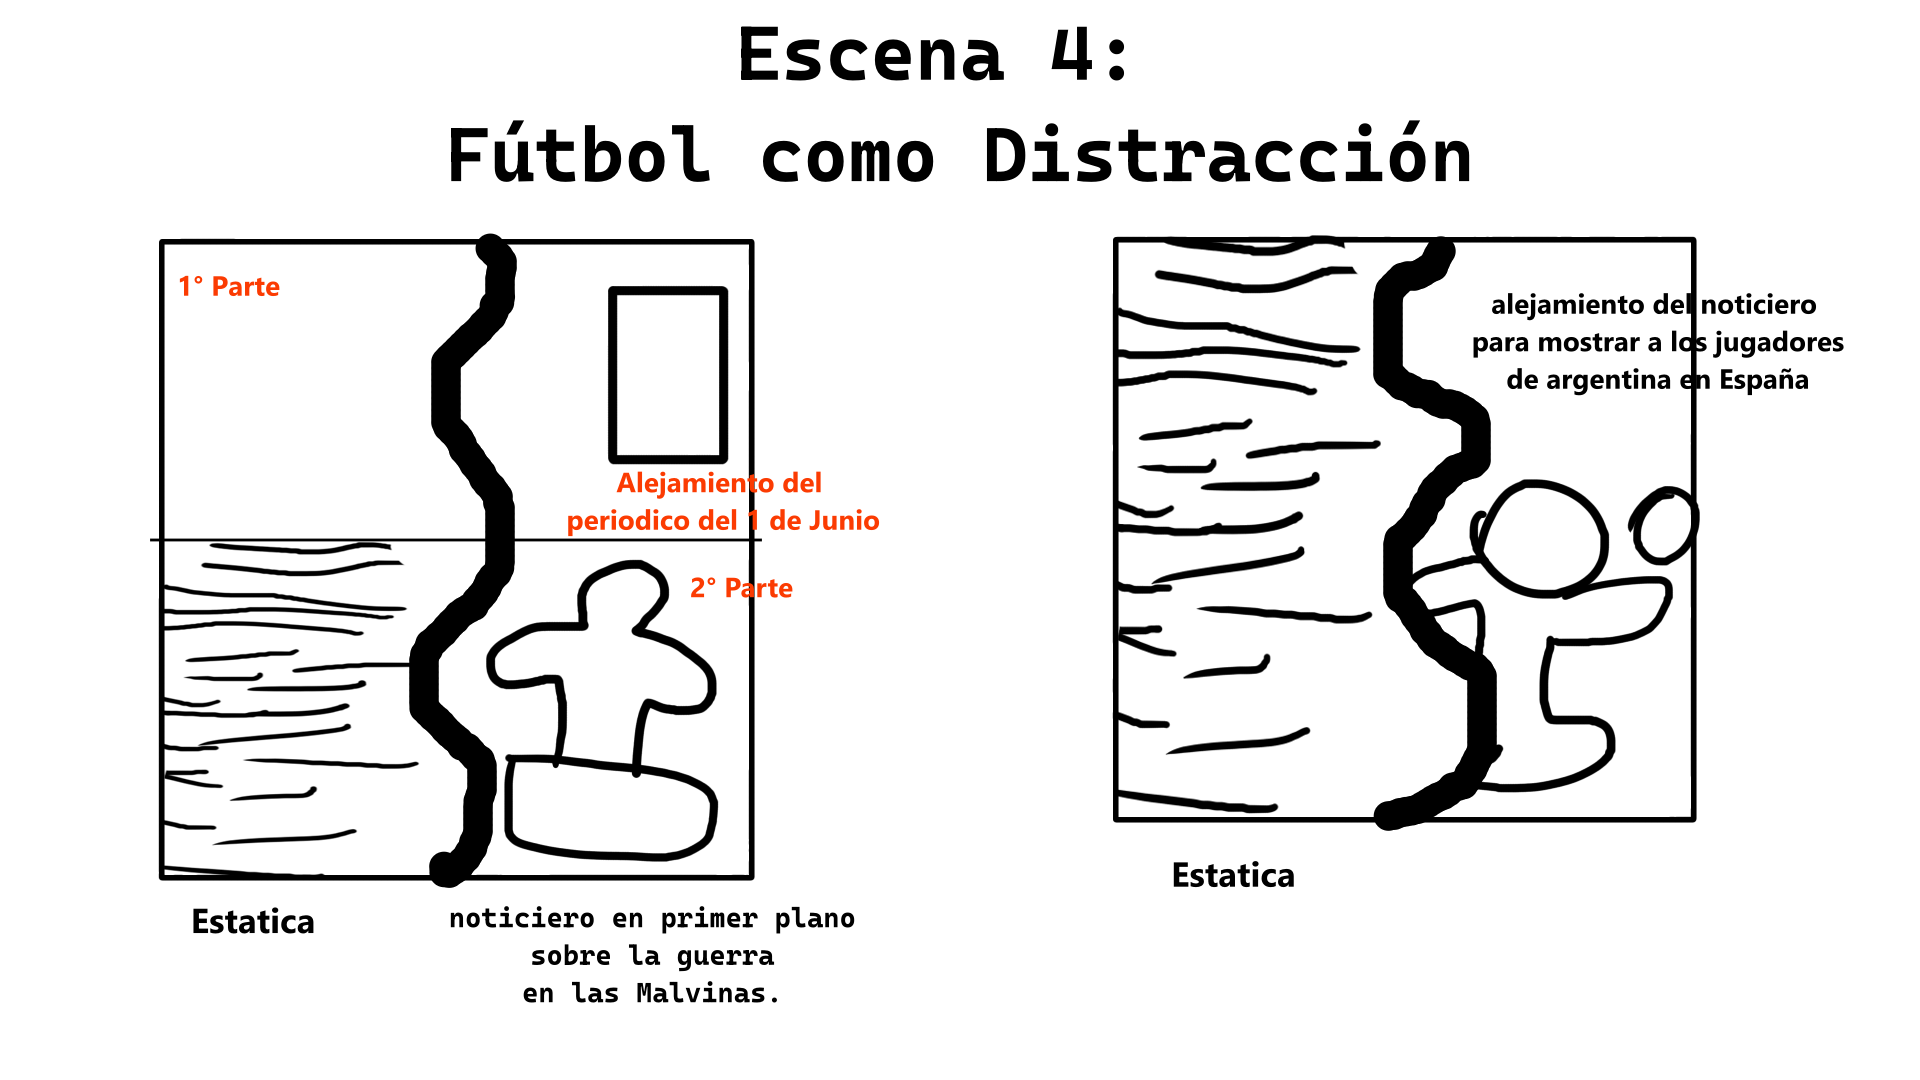 Escena 4:
Fútbol como Distracción
1° Parte
Alejamiento del
periodico del 1 de Junio
2° Parte
Estatica
noticiero en primer plano
sobre la guerra
en las Malvinas.
alejamiento del noticiero
para mostrar a los jugadores
de argentina en España
Estatica